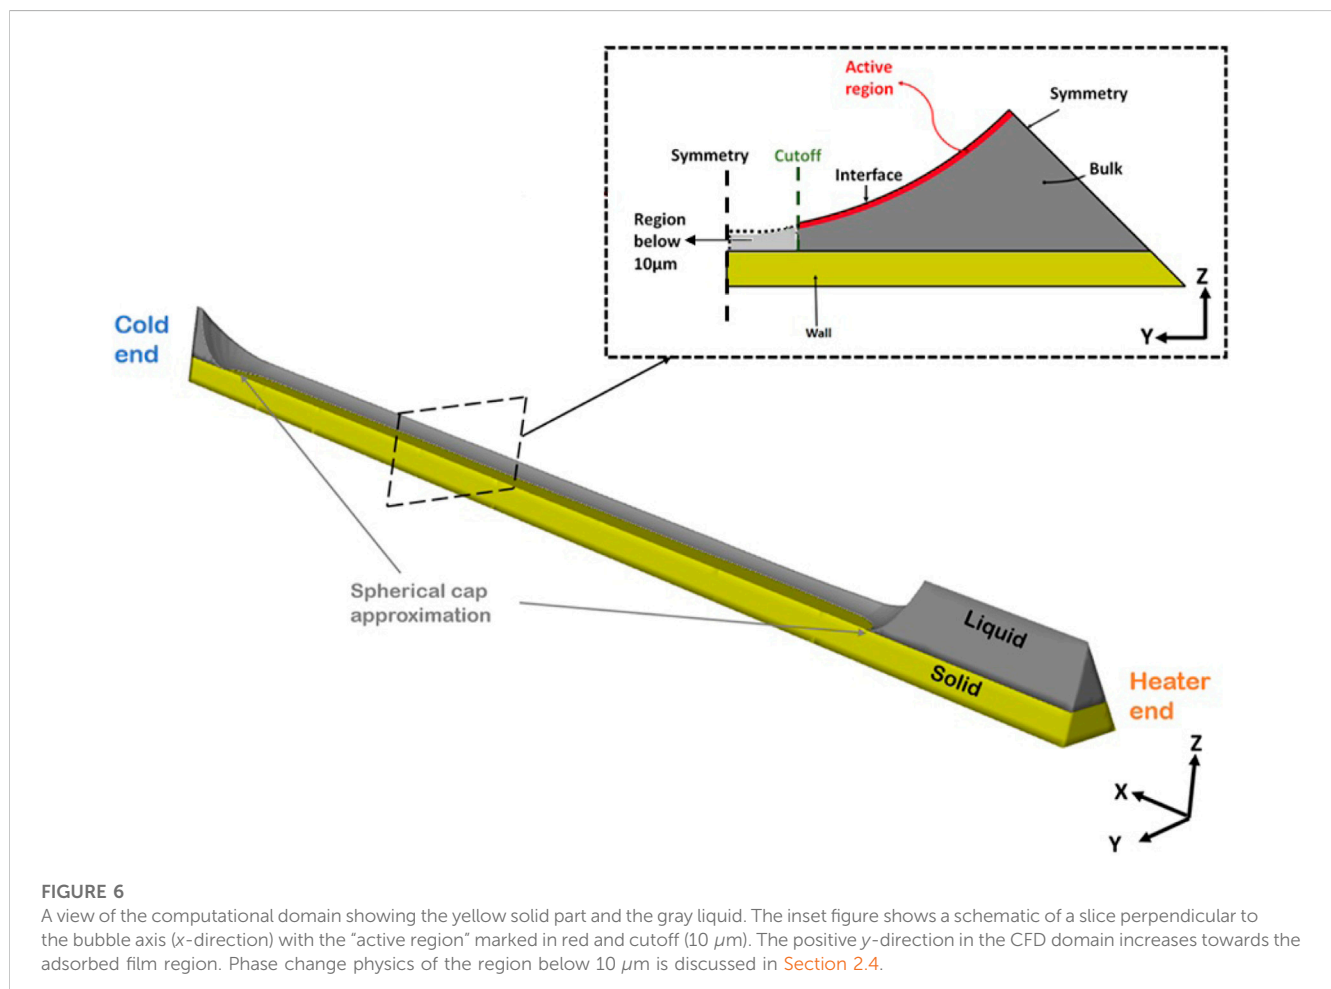 Active
region
Symmetry
Symmetry
Cutoff
Bulk
Interface
Region
below
10µm
Z
Wall
Y
Cold
end
Spherical cap
approximation
Liquid
Solid
Heater
end
Z
X
Y
FIGURE 6
A view of the computational domain showing the yellow solid part and the gray liquid. The inset figure shows a schematic of a slice perpendicular to
the bubble axis (x-direction) with the “active region” marked in red and cutoff (10 µm). The positive y-direction in the CFD domain increases towards the
adsorbed film region. Phase change physics of the region below 10 µm is discussed in Section 2.4.